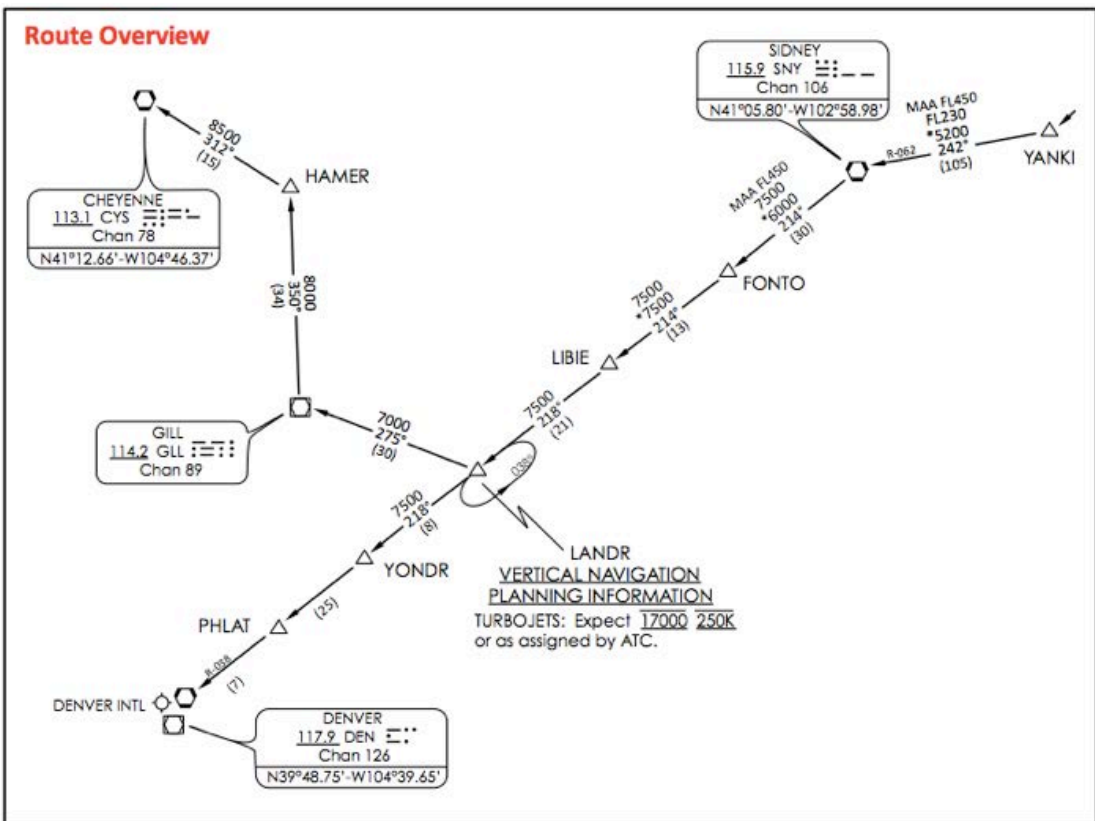 Route Overview
SIDNEY
115.9 SNY
Chan 106
N41°05.80'-W102°58.98'
MAA FL450
FL230
*5200
242°
(105)
R-062
YANKI
8500
312°
(15)
HAMER
CHEYENNE
113.1 CYS
Chan 78
N41°12.66'-W104°46.37'
MAA FL450
7500
*6000
214°
(30)
FONTO
8000
350°
(34)
7500
*7500
214°
(13)
LIBIE
7500
218°
(21)
GILL
114.2 GLL
Chan 89
7000
275°
(30)
038°
7500
218°
(8)
YONDR
LANDR
VERTICAL NAVIGATION
PLANNING INFORMATION
TURBOJETS: Expect 17000 250K
or as assigned by ATC.
(25)
PHLAT
R-038
(7)
DENVER INTL
DENVER
117.9 DEN
Chan 126
N39°48.75'-W104°39.65'